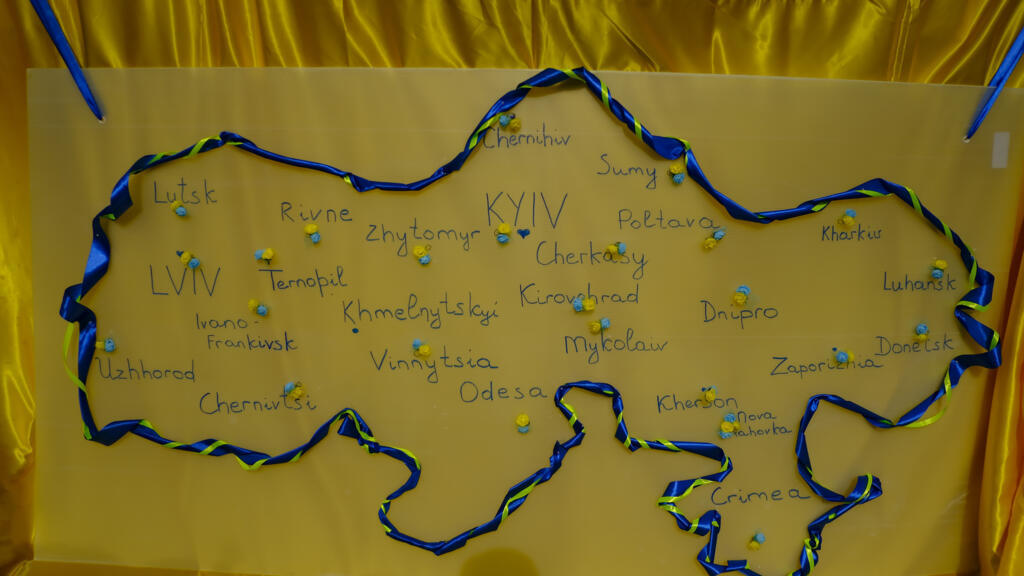 Chernihiv
Sumy
Lutsk
Rivne
KYIV
Poltava
Zhytomyr
Kharkiv
Cherkasy
LVIV
Ternopil
Luhansk
Kirovohrad
Khmelnytskyi
Dnipro
Ivano-
Frankivsk
Mykolaiv
Donetsk
Vinnytsia
Zaporizhia
Uzhhorod
Odesa
Chernivtsi
Kherson
Nova
Kahovka
Crimea